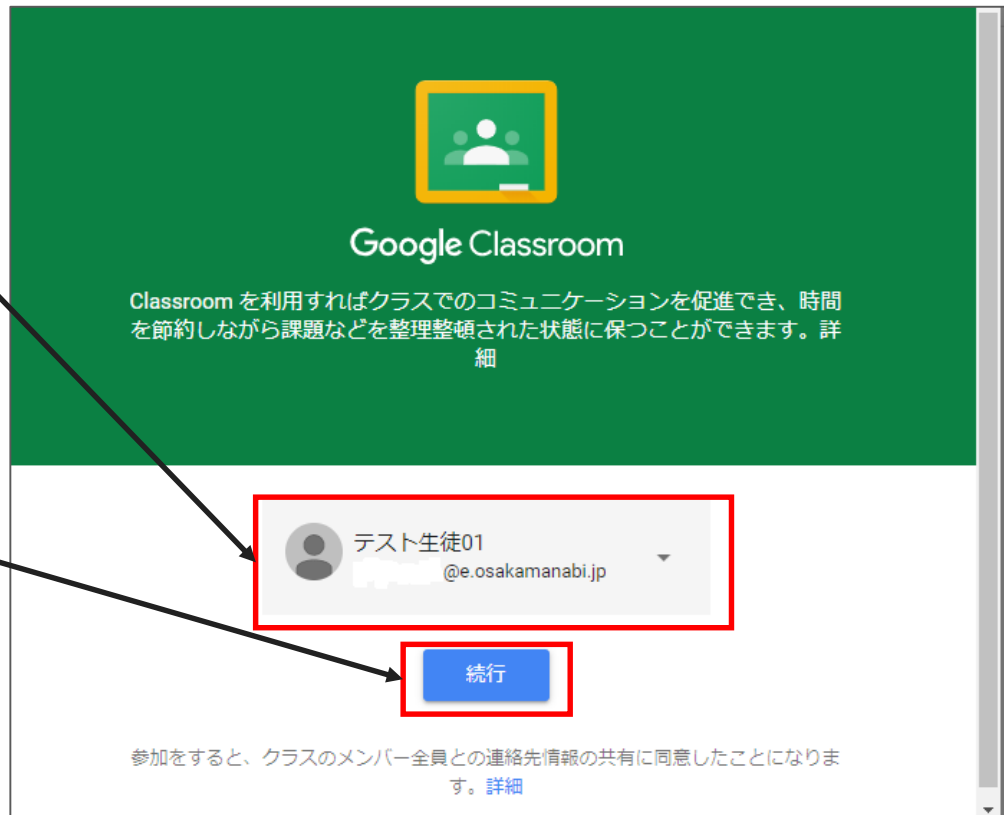 Google Classroom
Classroom を利用すればクラスでのコミュニケーションを促進でき、時間
を節約しながら課題などを整理整頓された状態に保つことができます。詳
細
テスト生徒01
@e.osakamanabi.jp
続行
参加をすると、クラスのメンバー全員との連絡先情報の共有に同意したことになりま
す。詳細